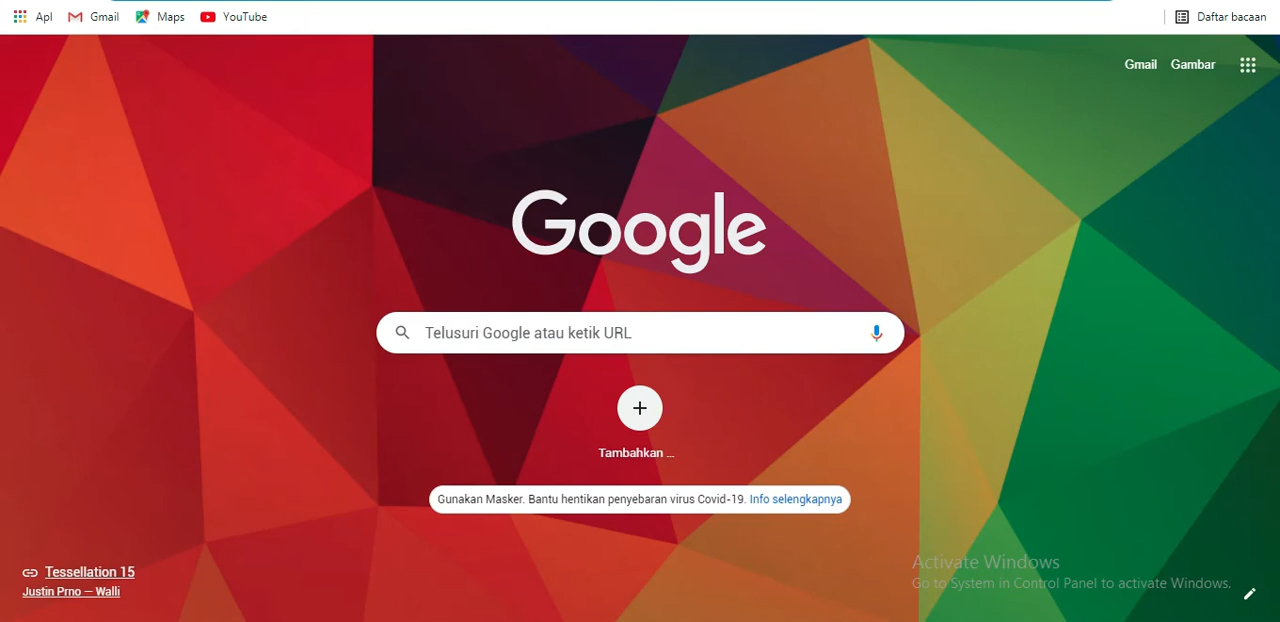 Apl Gmail Maps YouTube Daftar bacaan
Gmail Gambar
Google
Telusuri Google atau ketik URL
Tambahkan ...
Gunakan Masker. Bantu hentikan penyebaran virus Covid-19. Info selengkapnya
Activate Windows
Go to System in Control Panel to activate Windows.
Tessellation 15
Justin Prno — Walli